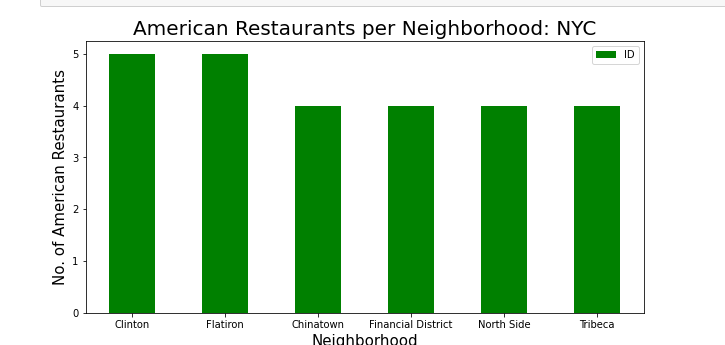 American Restaurants per Neighborhood: NYC
ID
No. of American Restaurants
5
4
3
2
1
0
Clinton Flatiron Chinatown Financial District North Side Tribeca
Neighborhood